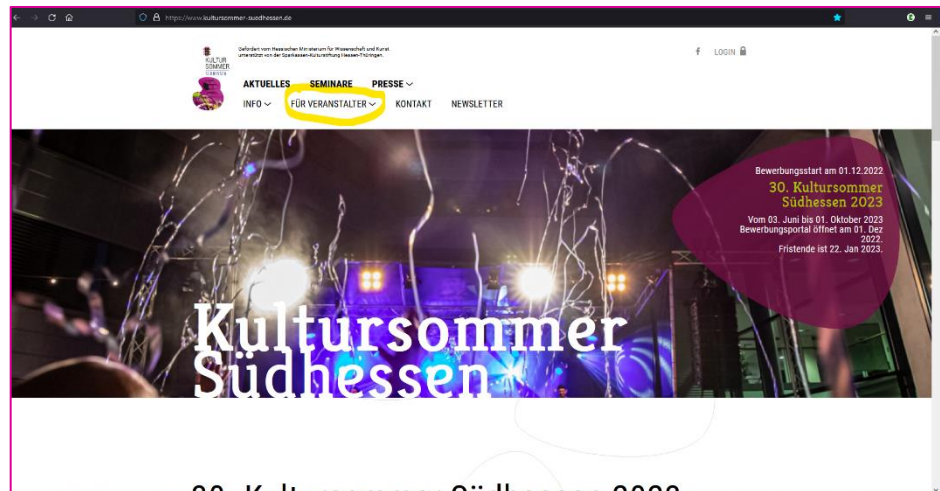 https://www.kultursommer-suedhessen.de
KULTUR
SOMMER
SÜDHESSEN
Gefördert vom Hessischen Ministerium für Wissenschaft und Kunst.
unterstützt von der Sparkassen-Kulturstiftung Hessen-Thüringen.
f LOGIN
AKTUELLES SEMINARE PRESSE
INFO FÜR VERANSTALTER KONTAKT NEWSLETTER
Bewerbungsstart am 01.12.2022
30. Kultursommer
Südhessen 2023
Vom 03. Juni bis 01. Oktober 2023
Bewerbungsportal öffnet am 01. Dez
2022.
Fristende ist 22. Jan 2023.
Kultursommer
Südhessen
Kultursommer Südhessen